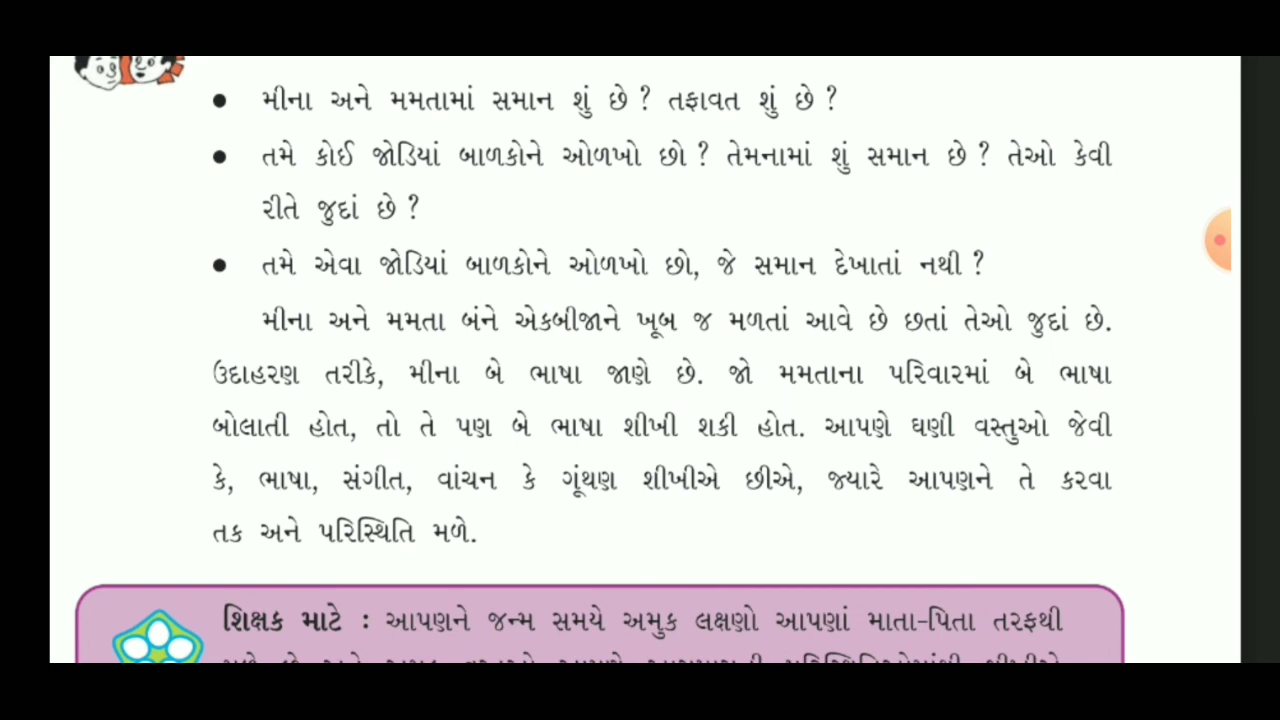 ● મીના અને મમતામાં સમાન શું છે ? તફાવત શું છે ?
● તમે કોઈ જોડિયાં બાળકોને ઓળખો છો ? તેમનામાં શું સમાન છે ? તેઓ કેવી
રીતે જુદાં છે ?
● તમે એવા જોડિયાં બાળકોને ઓળખો છો, જે સમાન દેખાતાં નથી ?
મીના અને મમતા બંને એકબીજાને ખૂબ જ મળતાં આવે છે છતાં તેઓ જુદાં છે.
ઉદાહરણ તરીકે, મીના બે ભાષા જાણે છે. જો મમતાના પરિવારમાં બે ભાષા
બોલાતી હોત, તો તે પણ બે ભાષા શીખી શકી હોત. આપણે ઘણી વસ્તુઓ જેવી
કે, ભાષા, સંગીત, વાંચન કે ગૂંથણ શીખીએ છીએ, જ્યારે આપણને તે કરવા
તક અને પરિસ્થિતિ મળે.
શિક્ષક માટે : આપણને જન્મ સમયે અમુક લક્ષણો આપણાં માતા-પિતા તરફથી